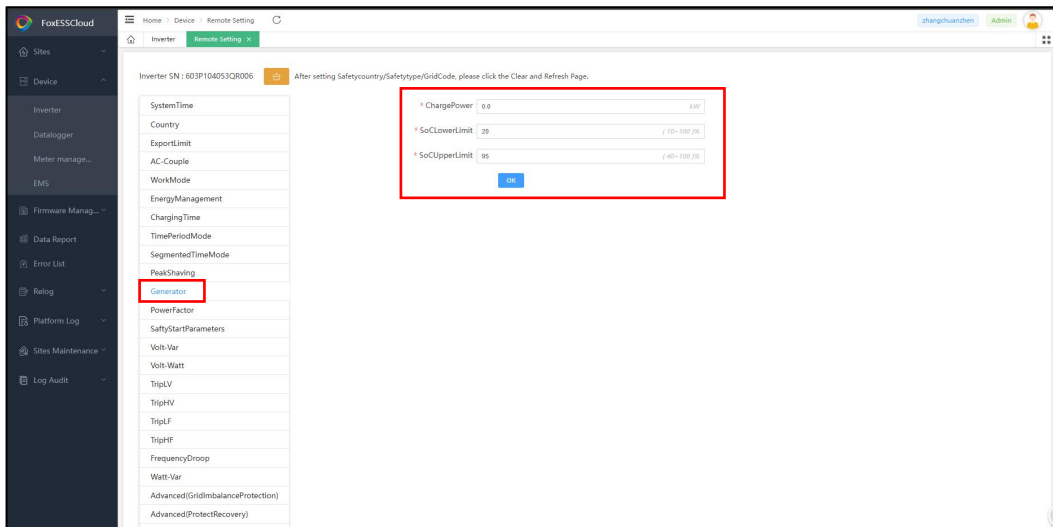 FoxESSCloud
Home > Device > Remote Setting
zhangchuanzhen Admin
Inverter Remote Setting ×
Sites
Device
Inverter
Datalogger
Meter manage...
EMS
Firmware Manag...
Data Report
Error List
Relog
Platform Log
Sites Maintenance
Log Audit
Inverter SN : 603P104053QR006 After setting Safetycountry/Safetytype/GridCode, please click the Clear and Refresh Page.
SystemTime
Country
ExportLimit
AC-Couple
WorkMode
EnergyManagement
ChargingTime
TimePeriodMode
SegmentedTimeMode
PeakShaving
Generator
PowerFactor
SaftyStartParameters
Volt-Var
Volt-Watt
TripLV
TripHV
TripLF
TripHF
FrequencyDroop
Watt-Var
Advanced(GridImbalanceProtection)
Advanced(ProtectRecovery)
* ChargePower 0.0 kW
* SoCLowerLimit 20 ( 10~100 )%
* SoCUpperLimit 95 ( 40~100 )%
OK